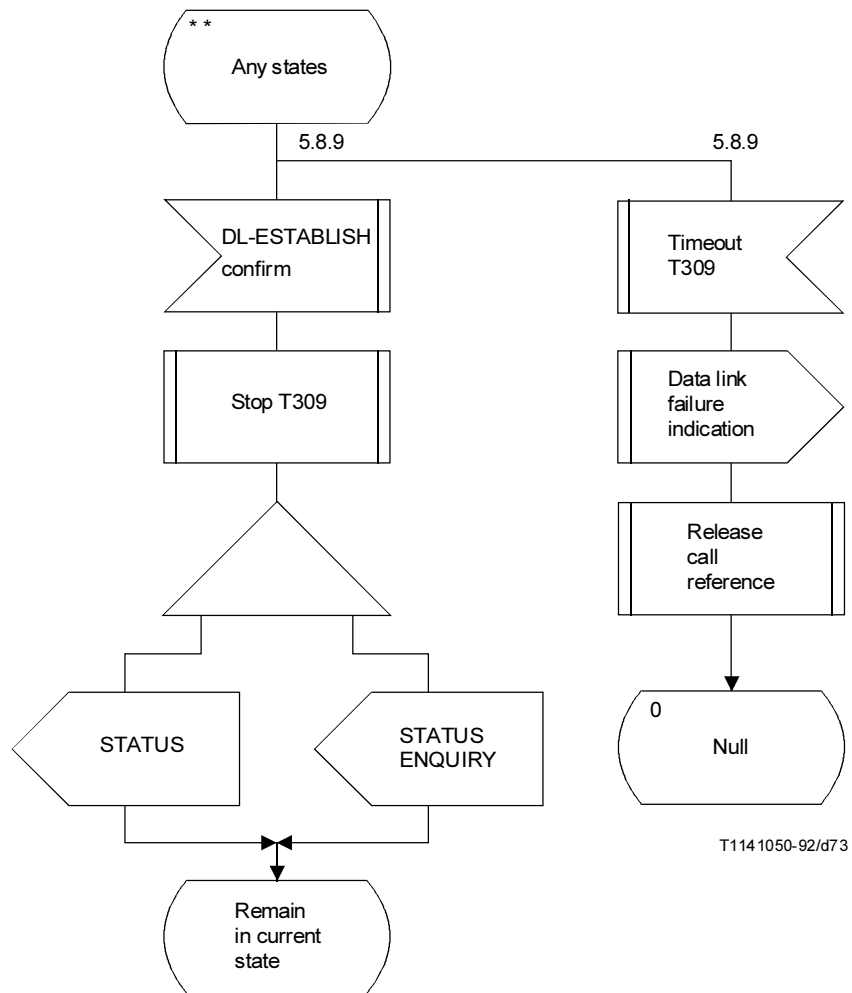 * *
Any states
5.8.9
5.8.9
DL-ESTABLISH
confirm
Timeout
T309
Stop T309
Data link
failure
indication
Release
call
reference
STATUS
STATUS
ENQUIRY
0
Null
T1141050-92/d73
Remain
in current
state